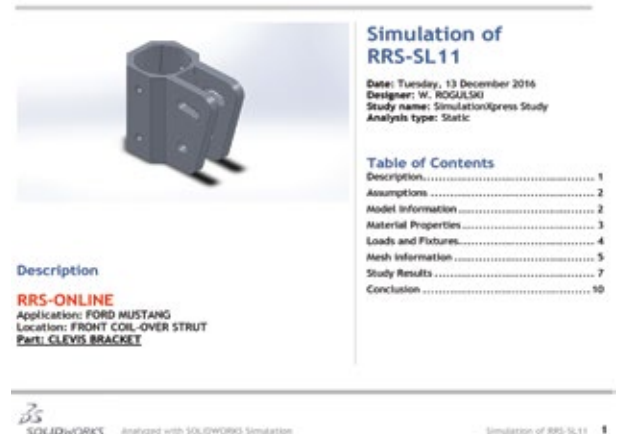 Simulation of
RRS-SL11
Date: Tuesday, 13 December 2016
Designer: W. ROGULSKI
Study name: SimulationXpress Study
Analysis type: Static
Table of Contents
Description............................................ 1
Assumptions .......................................... 2
Model Information.................................. 2
Material Properties................................. 3
Loads and Fixtures.................................. 4
Mesh information ................................... 5
Study Results ......................................... 7
Conclusion ............................................ 10
Description
RRS-ONLINE
Application: FORD MUSTANG
Location: FRONT COIL-OVER STRUT
Part: CLEVIS BRACKET
SOLIDWORKS Analyzed with SOLIDWORKS Simulation Simulation of RRS-SL11 1